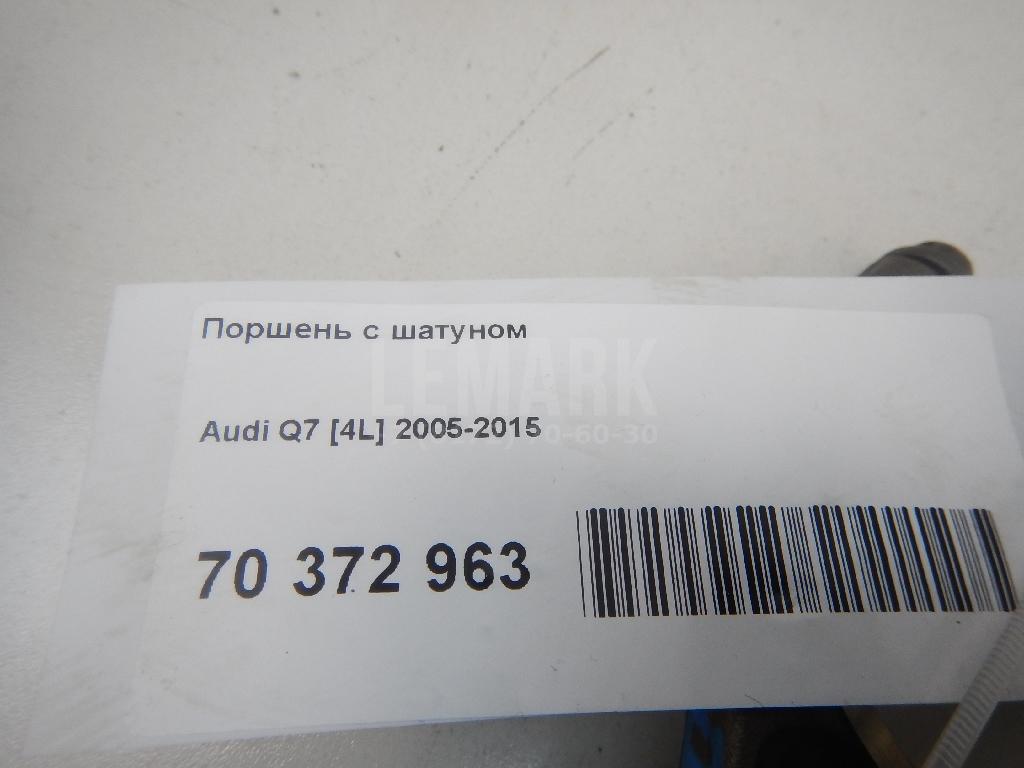 Поршень с шатуном
LEMARK
Audi Q7 [4L] 2005-2015
70 372 963